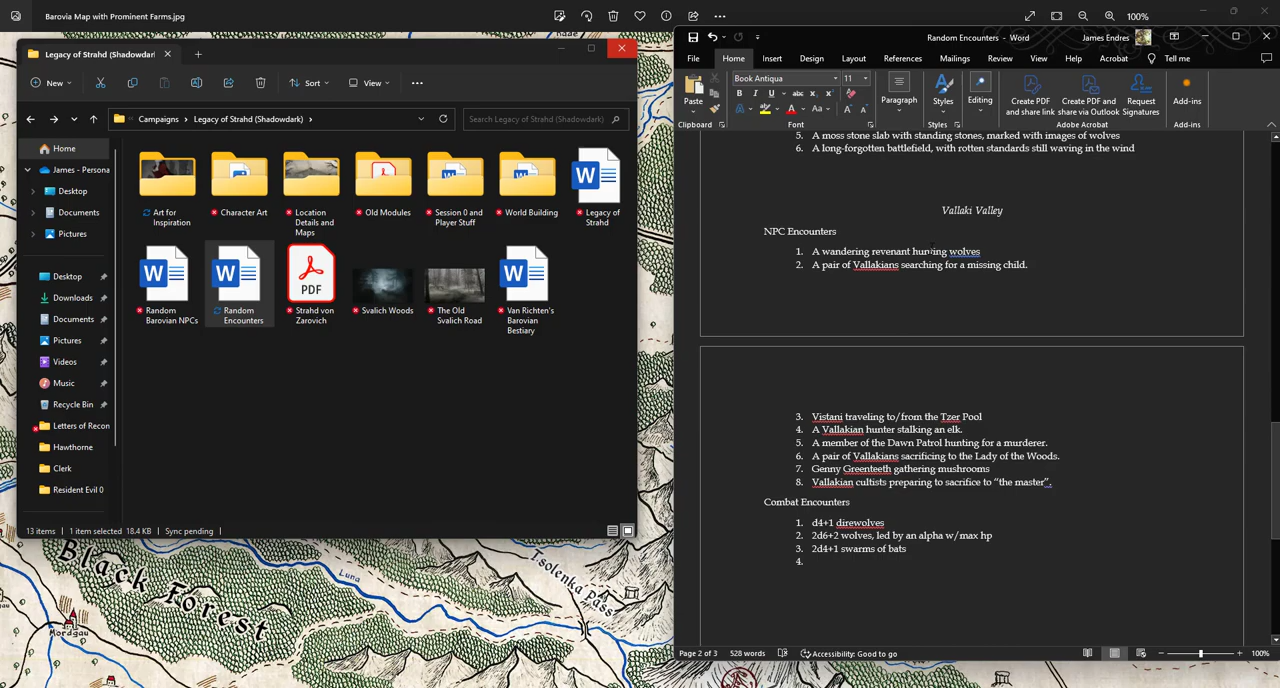 Barovia Map with Prominent Farms.jpg
100%
Legacy of Strahd (Shadowdar
New
Sort
View
Campaigns > Legacy of Strahd (Shadowdark) >
Search Legacy of Strahd (Shadowdark)
Home
James - Persona
Desktop
Documents
Pictures
Desktop
Downloads
Documents
Pictures
Videos
Music
Recycle Bin
Letters of Recon
Hawthorne
Clerk
Resident Evil 0
Art for Inspiration
Character Art
Location Details and Maps
Old Modules
Session 0 and Player Stuff
World Building
Legacy of Strahd
Random Barovian NPCs
Random Encounters
PDF
Strahd von Zarovich
Svalich Woods
The Old Svalich Road
Van Richten's Barovian Bestiary
13 items
1 item selected 18.4 KB
Sync pending
Random Encounters - Word
James Endres
File
Home
Insert
Design
Layout
References
Mailings
Review
View
Help
Acrobat
Tell me
Paste
Clipboard
Book Antiqua
11
B I U abc x x
A A Aa A A
Font
Paragraph
Styles
Styles
Editing
Create PDF and share link
Create PDF and share via Outlook
Request Signatures
Adobe Acrobat
Add-ins
Add-ins
5. A moss stone slab with standing stones, marked with images of wolves
6. A long-forgotten battlefield, with rotten standards still waving in the wind
Vallaki Valley
NPC Encounters
1. A wandering revenant hunting wolves
2. A pair of Vallakians searching for a missing child.
3. Vistani traveling to/from the Tzer Pool
4. A Vallakian hunter stalking an elk.
5. A member of the Dawn Patrol hunting for a murderer.
6. A pair of Vallakians sacrificing to the Lady of the Woods.
7. Genny Greenteeth gathering mushrooms
8. Vallakian cultists preparing to sacrifice to “the master”.
Combat Encounters
1. d4+1 direwolves
2. 2d6+2 wolves, led by an alpha w/max hp
3. 2d4+1 swarms of bats
4.
Page 2 of 3
528 words
Accessibility: Good to go
100%
Black Forest
Mordgau
Luna
Tsolenka Pass